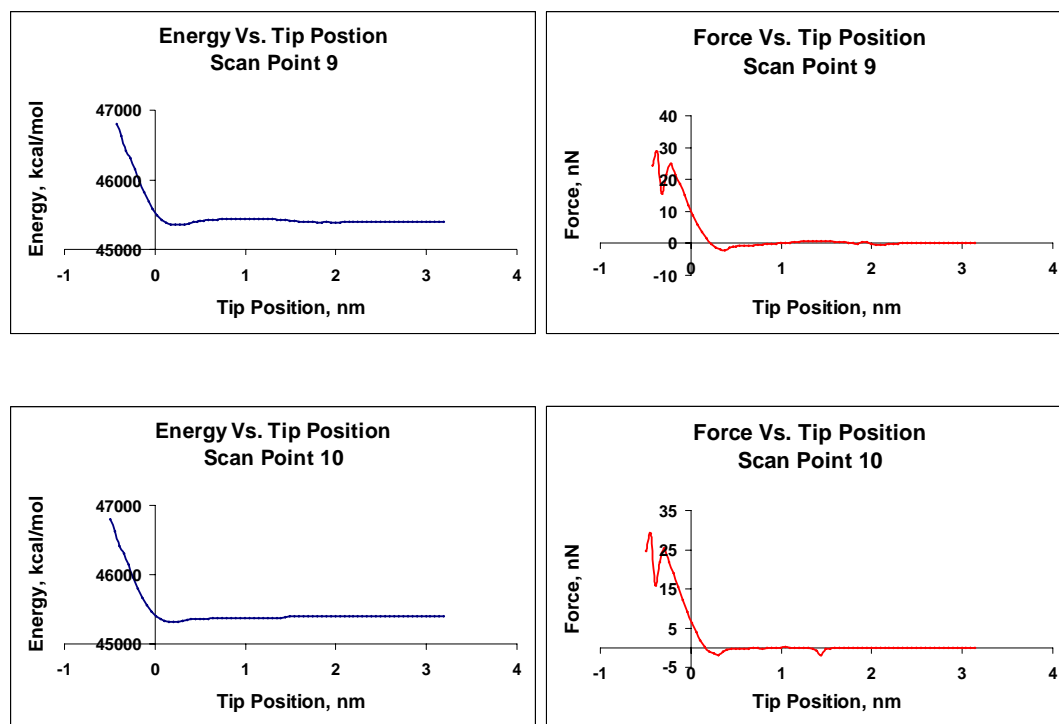 Energy Vs. Tip Postion
Scan Point 9
47000
46000
45000
-1 0 1 2 3 4
Energy, kcal/mol
Tip Position, nm
Force Vs. Tip Position
Scan Point 9
40
30
20
10
0
-10
-1 0 1 2 3 4
Force, nN
Tip Position, nm
Energy Vs. Tip Position
Scan Point 10
47000
46000
45000
-1 0 1 2 3 4
Energy, kcal/mol
Tip Position, nm
Force Vs. Tip Position
Scan Point 10
35
25
15
5
-5
-1 0 1 2 3 4
Force, nN
Tip Position, nm